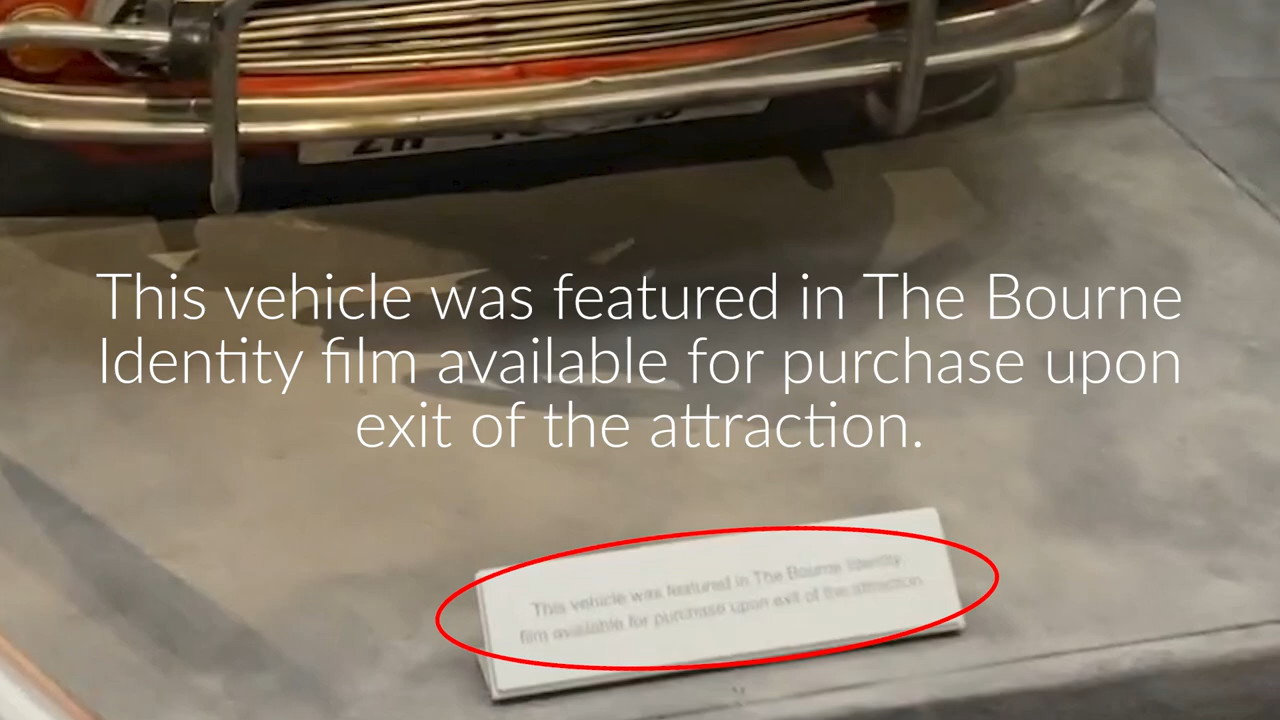 This vehicle was featured in The Bourne
Identity film available for purchase upon
exit of the attraction.
This vehicle was featured in The Bourne Identity
film available for purchase upon exit of the attraction.